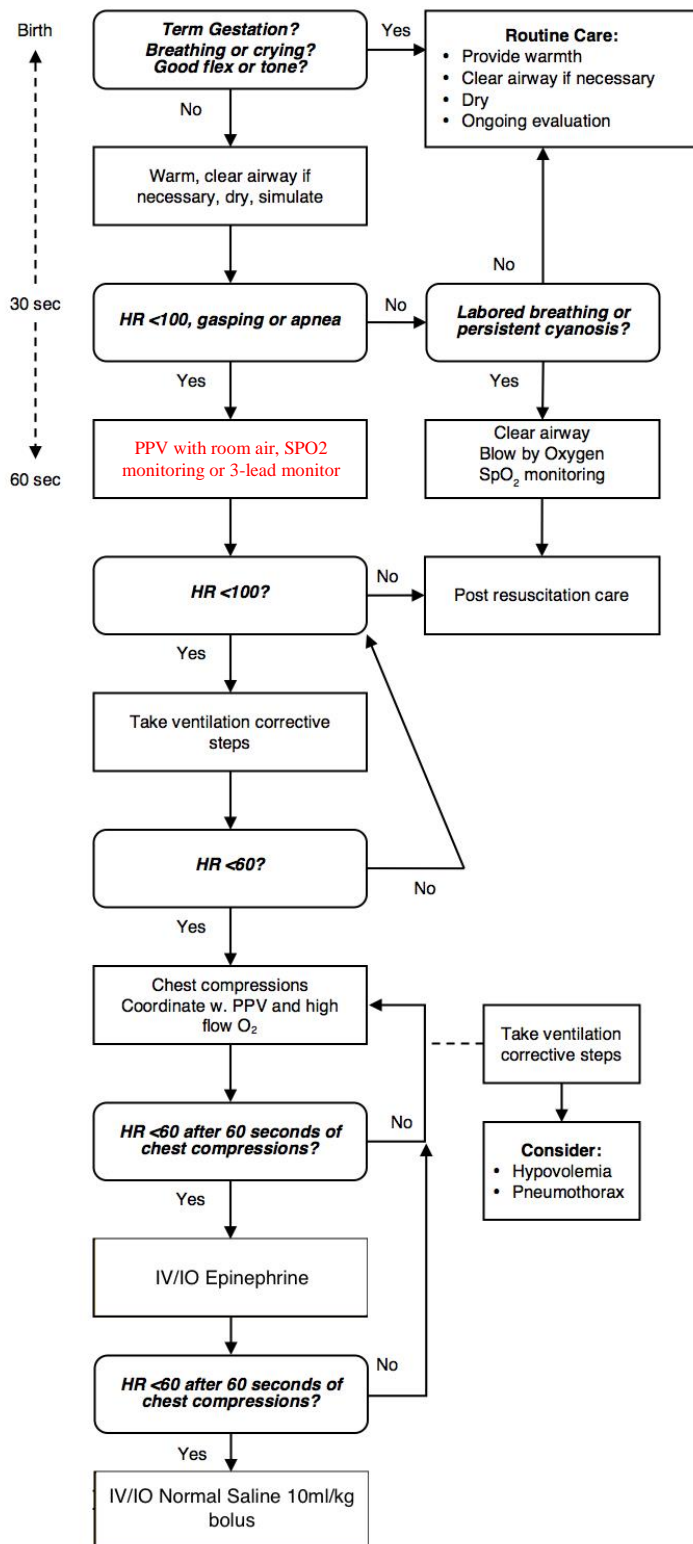 Birth
Term Gestation?
Breathing or crying?
Good flex or tone?
Yes
Routine Care:
• Provide warmth
• Clear airway if necessary
• Dry
• Ongoing evaluation
No
Warm, clear airway if
necessary, dry, simulate
No
30 sec
HR <100, gasping or apnea
No
Labored breathing or
persistent cyanosis?
Yes
Yes
60 sec
PPV with room air, SPO2
monitoring or 3-lead monitor
Clear airway
Blow by Oxygen
SpO₂ monitoring
HR <100?
No
Post resuscitation care
Yes
Take ventilation corrective
steps
HR <60?
No
Yes
Chest compressions
Coordinate w. PPV and high
flow O₂
Take ventilation
corrective steps
HR <60 after 60 seconds of
chest compressions?
No
Consider:
• Hypovolemia
• Pneumothorax
Yes
IV/IO Epinephrine
HR <60 after 60 seconds of
chest compressions?
No
Yes
IV/IO Normal Saline 10ml/kg
bolus